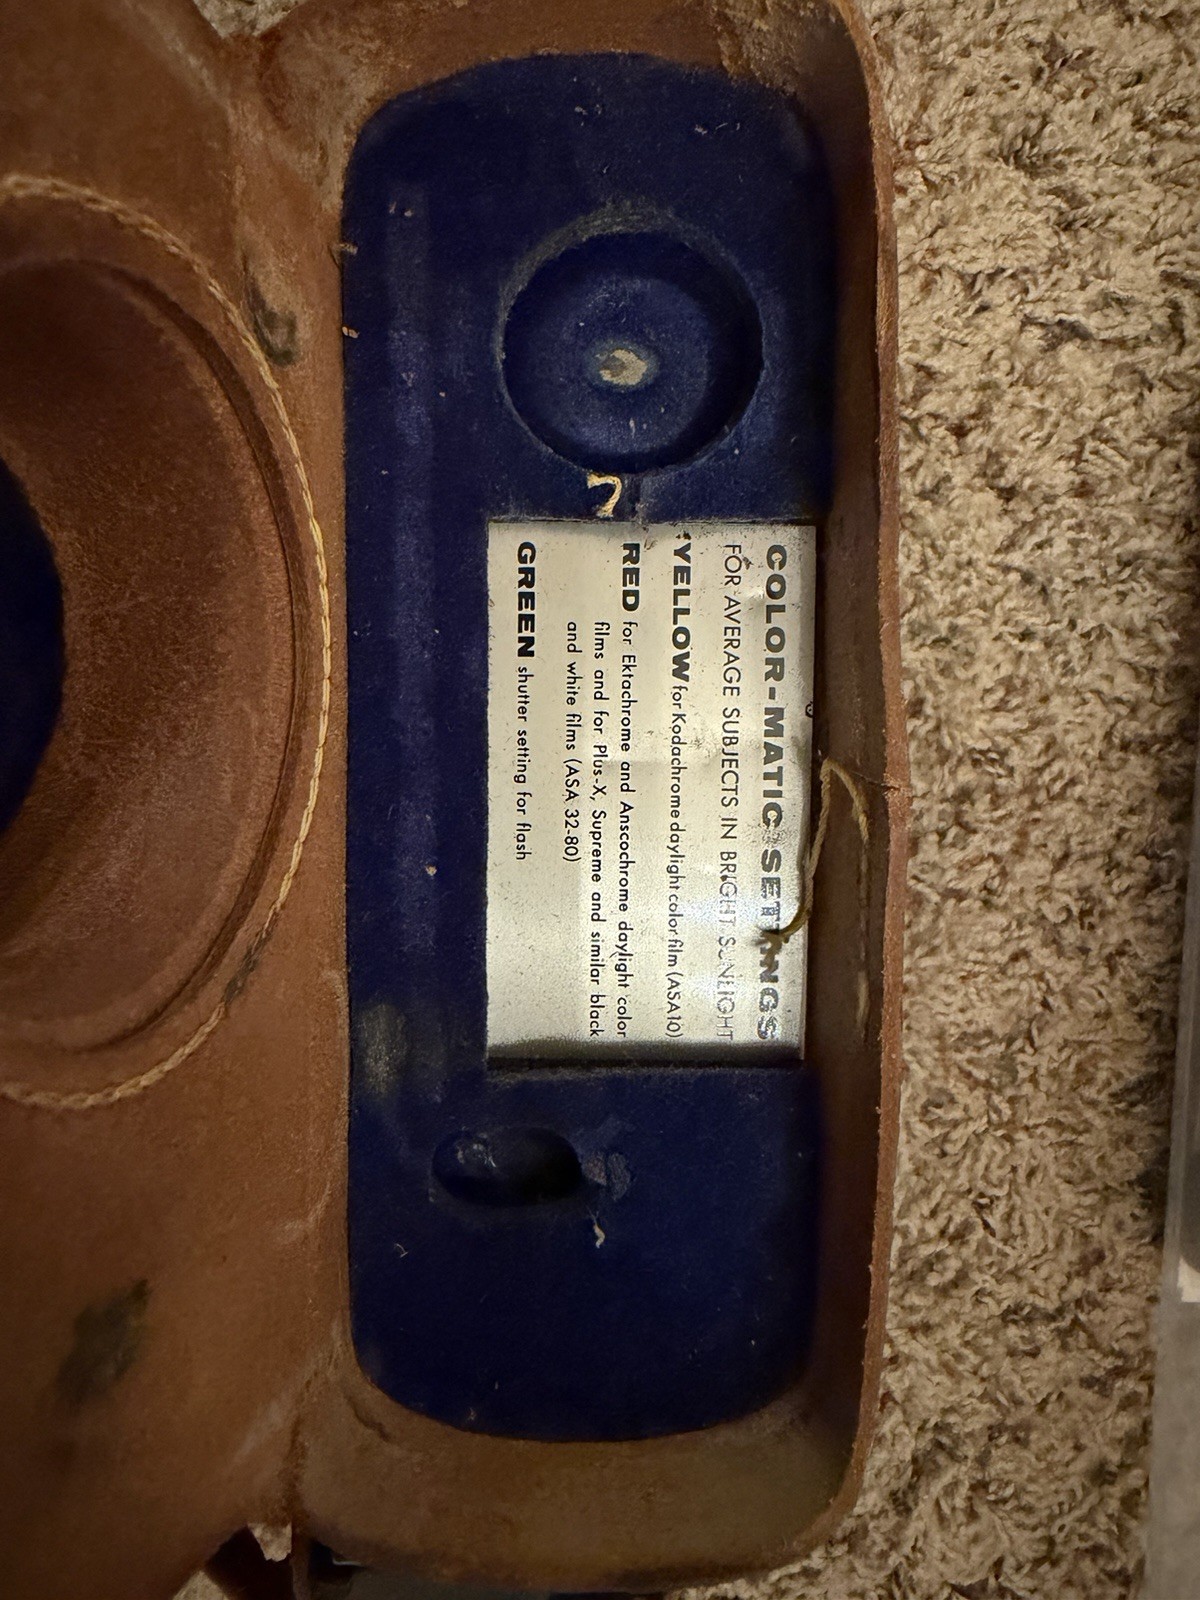 COLOR-MATIC SETTINGS
FOR AVERAGE SUBJECTS IN BRIGHT SUNLIGHT
YELLOW for Kodachrome daylight color film (ASA 10)
RED for Ektachrome and Anscochrome daylight color
films and for Plus-X, Supreme and similar black
and white films (ASA 32-80)
GREEN shutter setting for flash